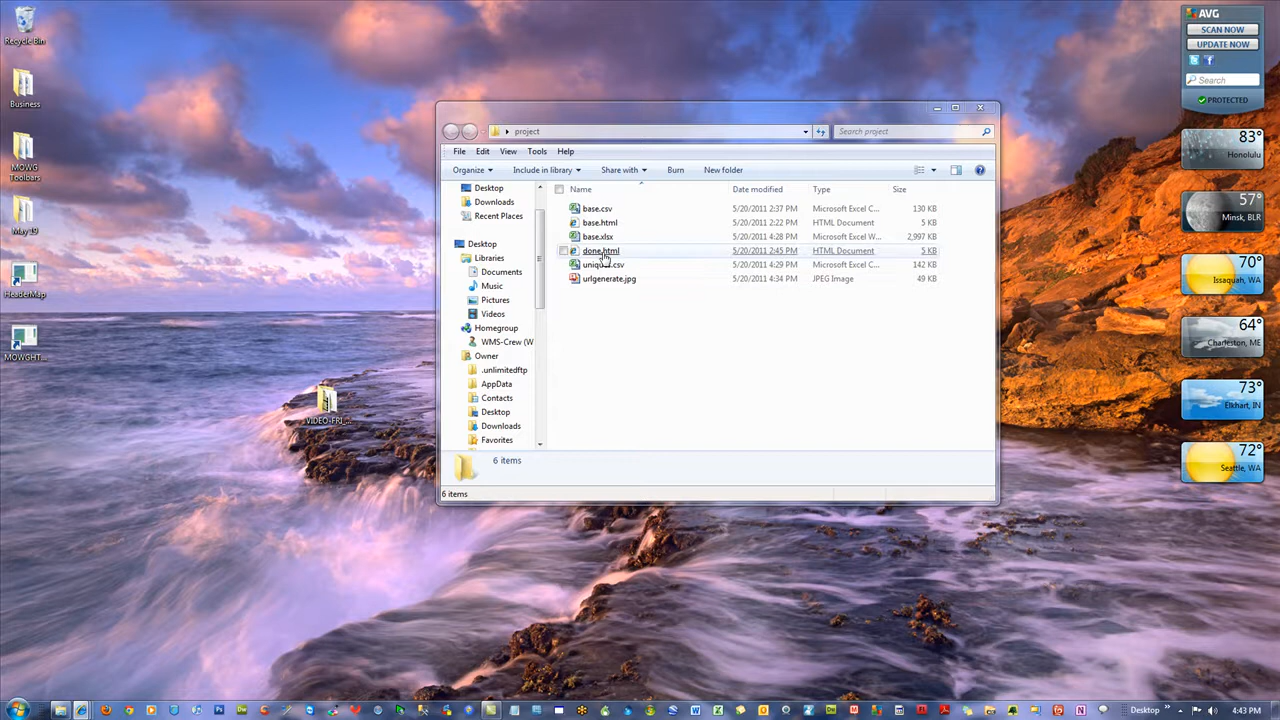 Recycle Bin
Business
MOWG
Toolbars
May19
HeaderMap
MOWGHT...
VIDEO-FRI_...
project
Search project
File Edit View Tools Help
Organize Include in library Share with Burn New folder
Name Date modified Type Size
base.csv 5/20/2011 2:37 PM Microsoft Excel C... 130 KB
base.html 5/20/2011 2:22 PM HTML Document 5 KB
base.xlsx 5/20/2011 4:28 PM Microsoft Excel W... 2,997 KB
done.html 5/20/2011 2:45 PM HTML Document 5 KB
unique.csv 5/20/2011 4:29 PM Microsoft Excel C... 142 KB
urlgenerate.jpg 5/20/2011 4:34 PM JPEG Image 49 KB
Desktop
Downloads
Recent Places
Desktop
Libraries
Documents
Music
Pictures
Videos
Homegroup
WMS-Crew (W
Owner
.unlimitedftp
AppData
Contacts
Desktop
Downloads
Favorites
6 items
6 items
AVG
SCAN NOW
UPDATE NOW
Search
PROTECTED
83°
Honolulu
57°
Minsk, BLR
70°
Issaquah, WA
64°
Charleston, ME
73°
Elkhart, IN
72°
Seattle, WA
Desktop
4:43 PM